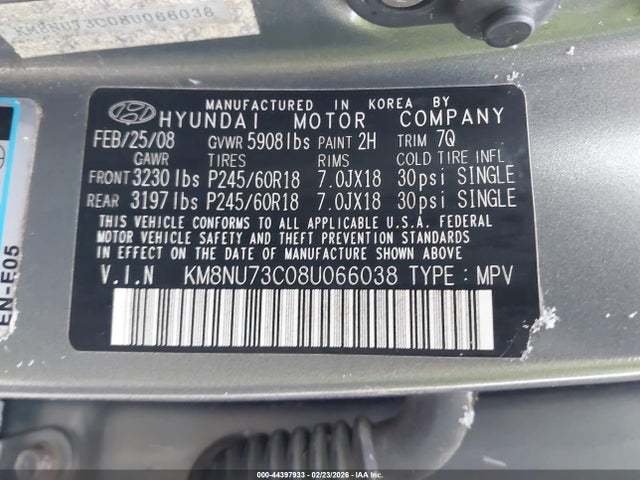 KM8NU73C08U066038
MANUFACTURED IN KOREA BY
HYUNDAI MOTOR COMPANY
FEB/25/08 GVWR 5908lbs PAINT 2H TRIM 7Q
GAWR TIRES RIMS COLD TIRE INFL
FRONT 3230lbs P245/60R18 7.0JX18 30psi SINGLE
REAR 3197lbs P245/60R18 7.0JX18 30psi SINGLE
THIS VEHICLE CONFORMS TO ALL APPLICABLE U.S.A. FEDERAL
MOTOR VEHICLE SAFETY AND THEFT PREVENTION STANDARDS
IN EFFECT ON THE DATE OF MANUFACTURE SHOWN ABOVE
V.I.N KM8NU73C08U066038 TYPE : MPV
EN-E05
000-44397933 - 02/23/2026 - IAAI.COM